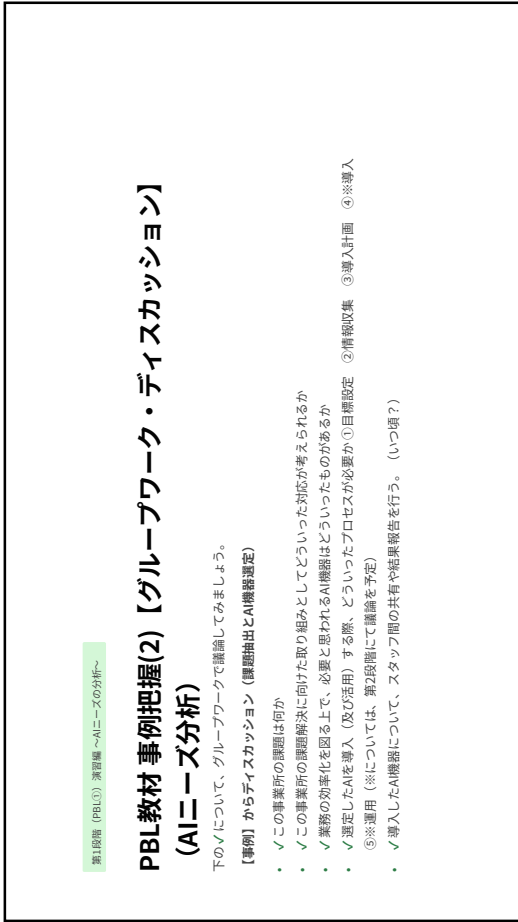 第1段階（PBL①）演習編 ～AIニーズの分析～
PBL教材 事例把握(2)【グループワーク・ディスカッション】
（AIニーズ分析）
下の✓について、グループワークで議論してみましょう。
【事例】からディスカッション（課題抽出とAI機器選定）
• ✓この事業所の課題は何か
• ✓この事業所の課題解決に向けた取り組みとしてどういった対応が考えられるか
• ✓業務の効率化を図る上で、必要と思われるAI機器はどういったものがあるか
• ✓選定したAIを導入（及び活用）する際、どういったプロセスが必要か①目標設定　②情報収集　③導入計画　④※導入
⑤※運用（※については、第2段階にて議論を予定）
• ✓導入したAI機器について、スタッフ間の共有や結果報告を行う。（いつ頃？）